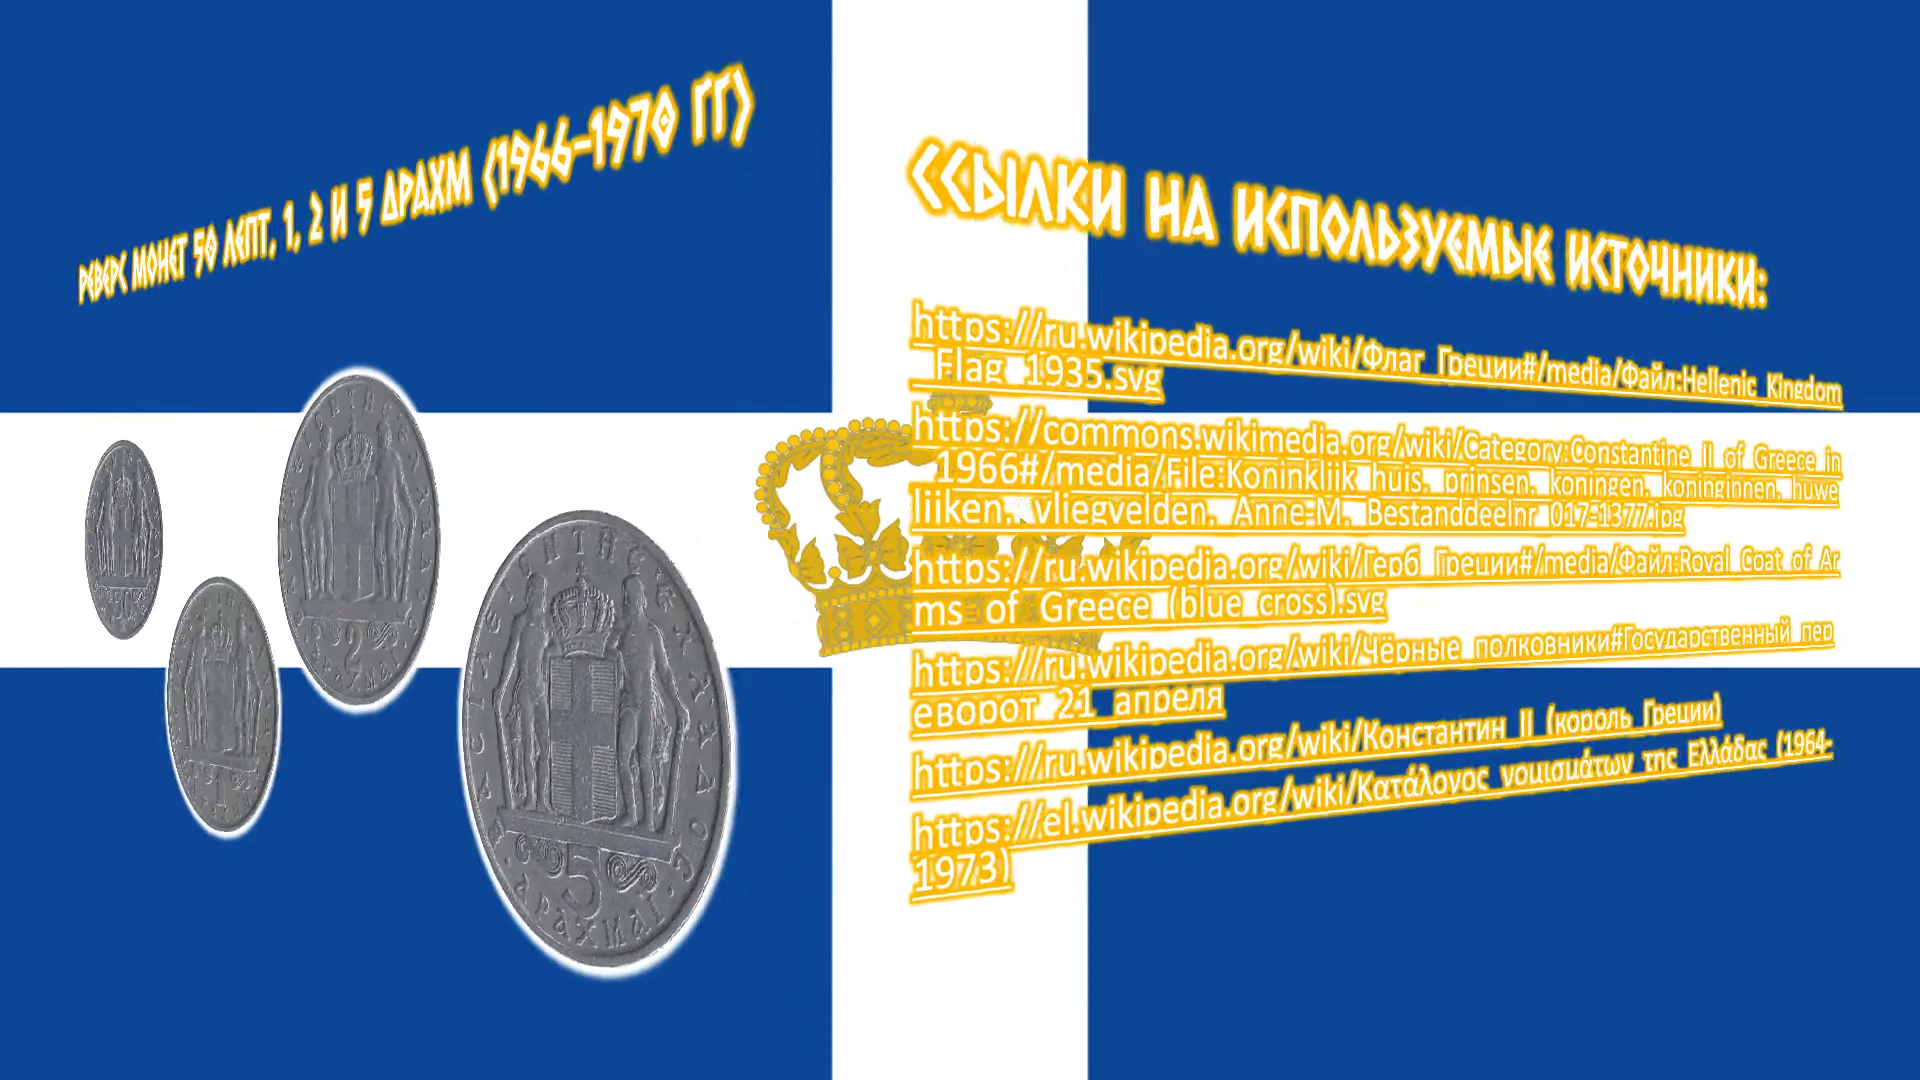 РЕВЕРС МОНЕТ 50 ЛЕПТ, 1, 2 И 5 ДРАХМ (1966-1970 ГГ)
ССЫЛКИ НА ИСПОЛЬЗУЕМЫЕ ИСТОЧНИКИ:
https://ru.wikipedia.org/wiki/Флаг_Греции#/media/Файл:Hellenic_Kingdom
_Flag_1935.svg
https://commons.wikimedia.org/wiki/Category:Constantine_II_of_Greece_in
_1966#/media/File:Koninklijk_huis,_prinsen,_koningen,_koninginnen,_huwe
lijken,_vliegvelden,_Anne-M,_Bestanddeelnr_017-1377.jpg
https://ru.wikipedia.org/wiki/Герб_Греции#/media/Файл:Royal_Coat_of_Ar
ms_of_Greece_(blue_cross).svg
https://ru.wikipedia.org/wiki/Чёрные_полковники#Государственный_пер
еворот_21_апреля
https://ru.wikipedia.org/wiki/Константин_II_(король_Греции)
https://el.wikipedia.org/wiki/Κατάλογος_νομισμάτων_της_Ελλάδας_(1964-
1973)
2
5
ΔΡΑΧΜΑΙ